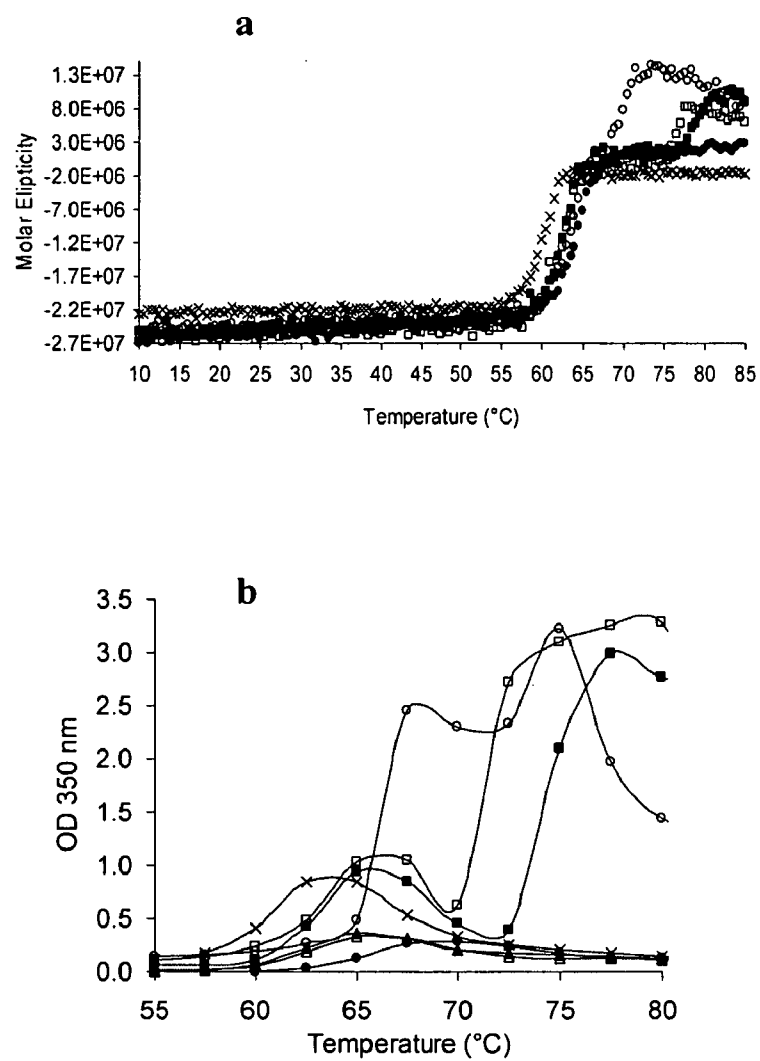 a
1.3E+07
8.0E+06
3.0E+06
-2.0E+06
-7.0E+06
-1.2E+07
-1.7E+07
-2.2E+07
-2.7E+07
Molar Elipticity
10 15 20 25 30 35 40 45 50 55 60 65 70 75 80 85
Temperature (°C)
b
3.5
3.0
2.5
2.0
1.5
1.0
0.5
0.0
OD 350 nm
55 60 65 70 75 80
Temperature (°C)